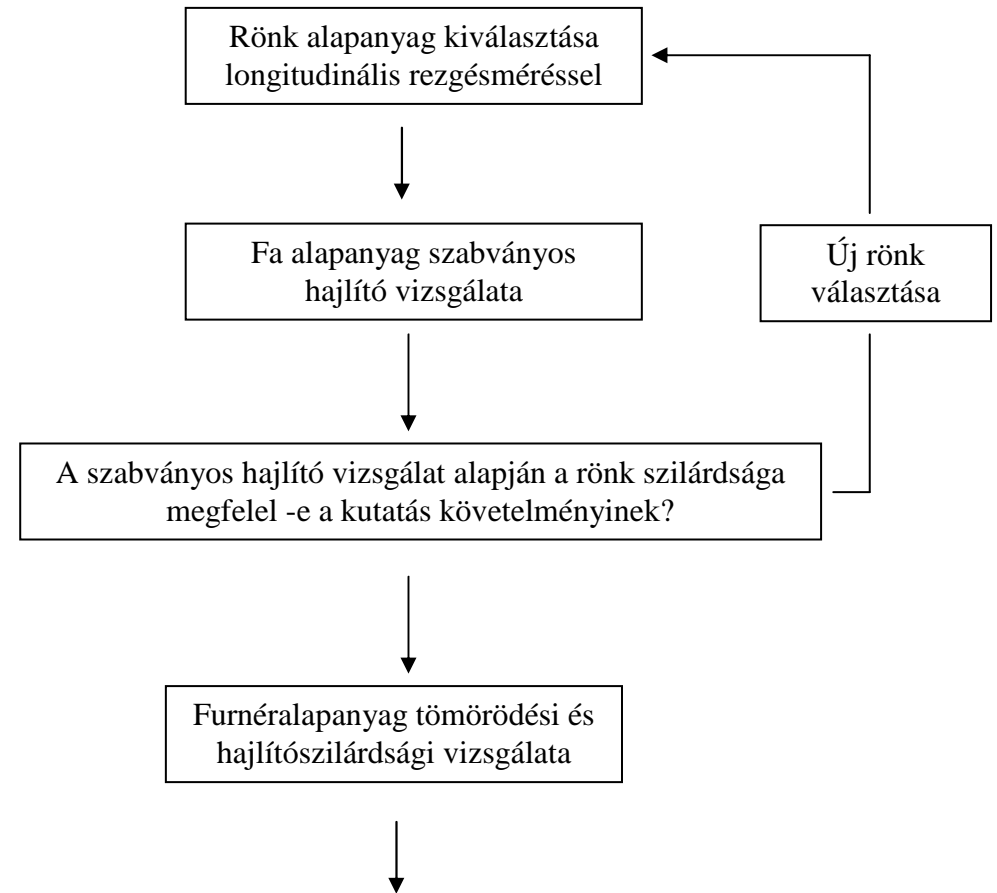 Rönk alapanyag kiválasztása
longitudinális rezgésméréssel
Fa alapanyag szabványos
hajlító vizsgálata
Új rönk
választása
A szabványos hajlító vizsgálat alapján a rönk szilárdsága
megfelel -e a kutatás követelményinek?
Furnéralapanyag tömörödési és
hajlítószilárdsági vizsgálata